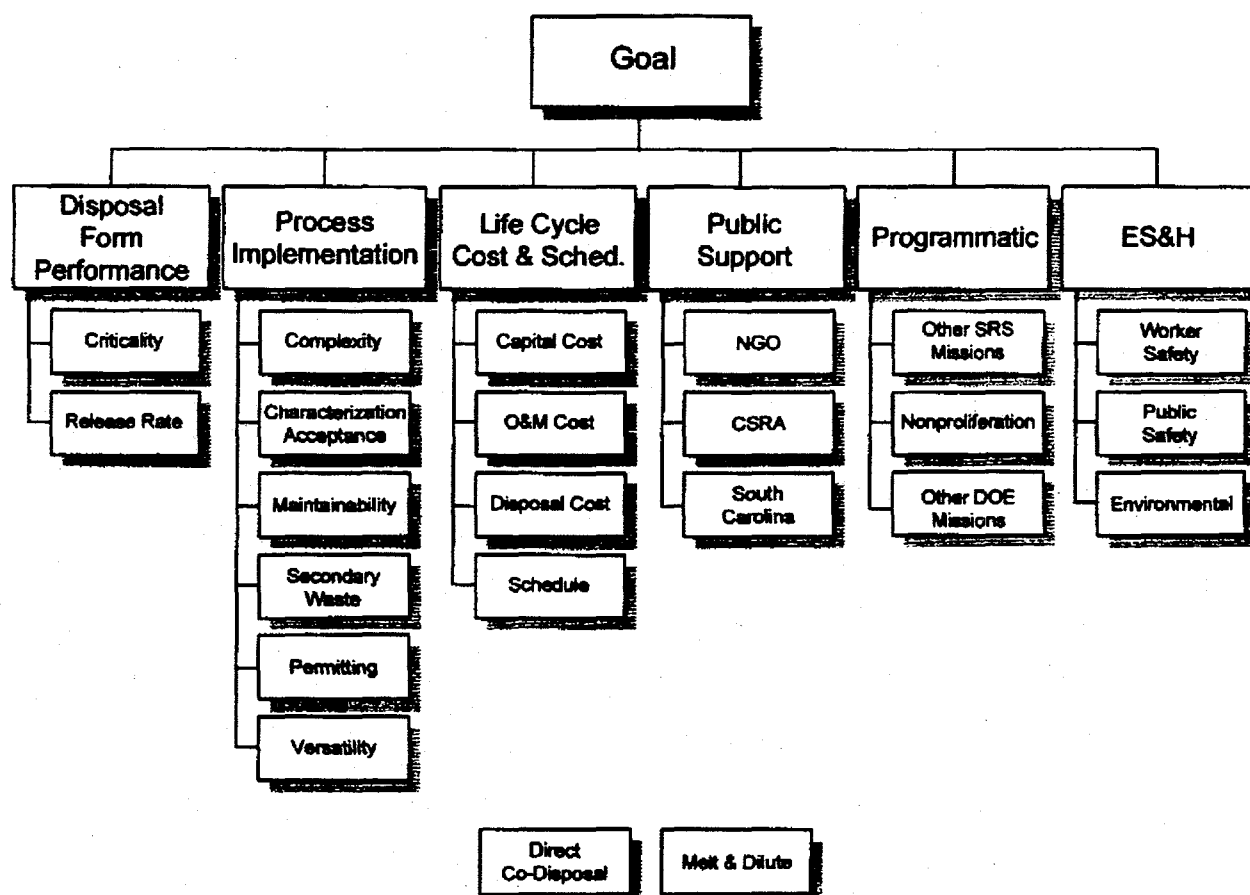 Goal
Disposal
Form
Performance
Process
Implementation
Life Cycle
Cost & Sched.
Public
Support
Programmatic
ES&H
Criticality
Release Rate
Complexity
Characterization
Acceptance
Maintainability
Secondary
Waste
Permitting
Versatility
Capital Cost
O&M Cost
Disposal Cost
Schedule
NGO
CSRA
South
Carolina
Other SRS
Missions
Nonproliferation
Other DOE
Missions
Worker
Safety
Public
Safety
Environmental
Direct
Co-Disposal
Melt & Dilute